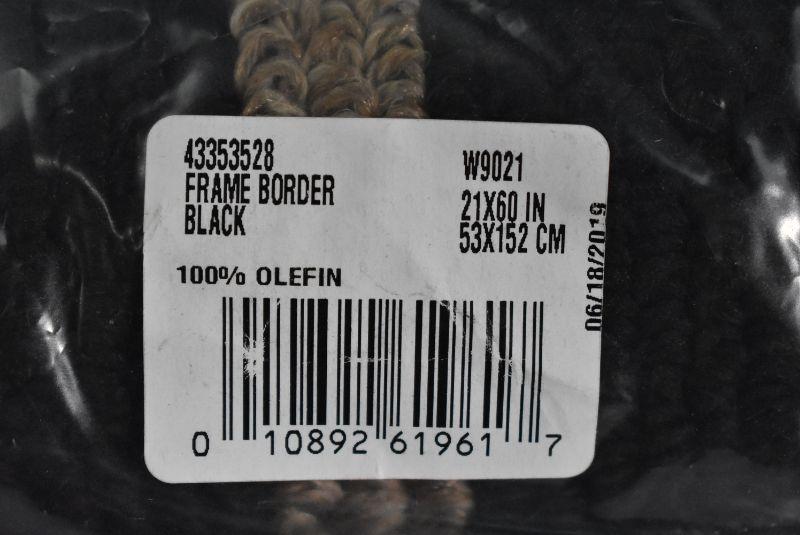 43353528
FRAME BORDER
BLACK
W9021
21X60 IN
53X152 CM
06/18/2019
100% OLEFIN
0 10892 61961 7